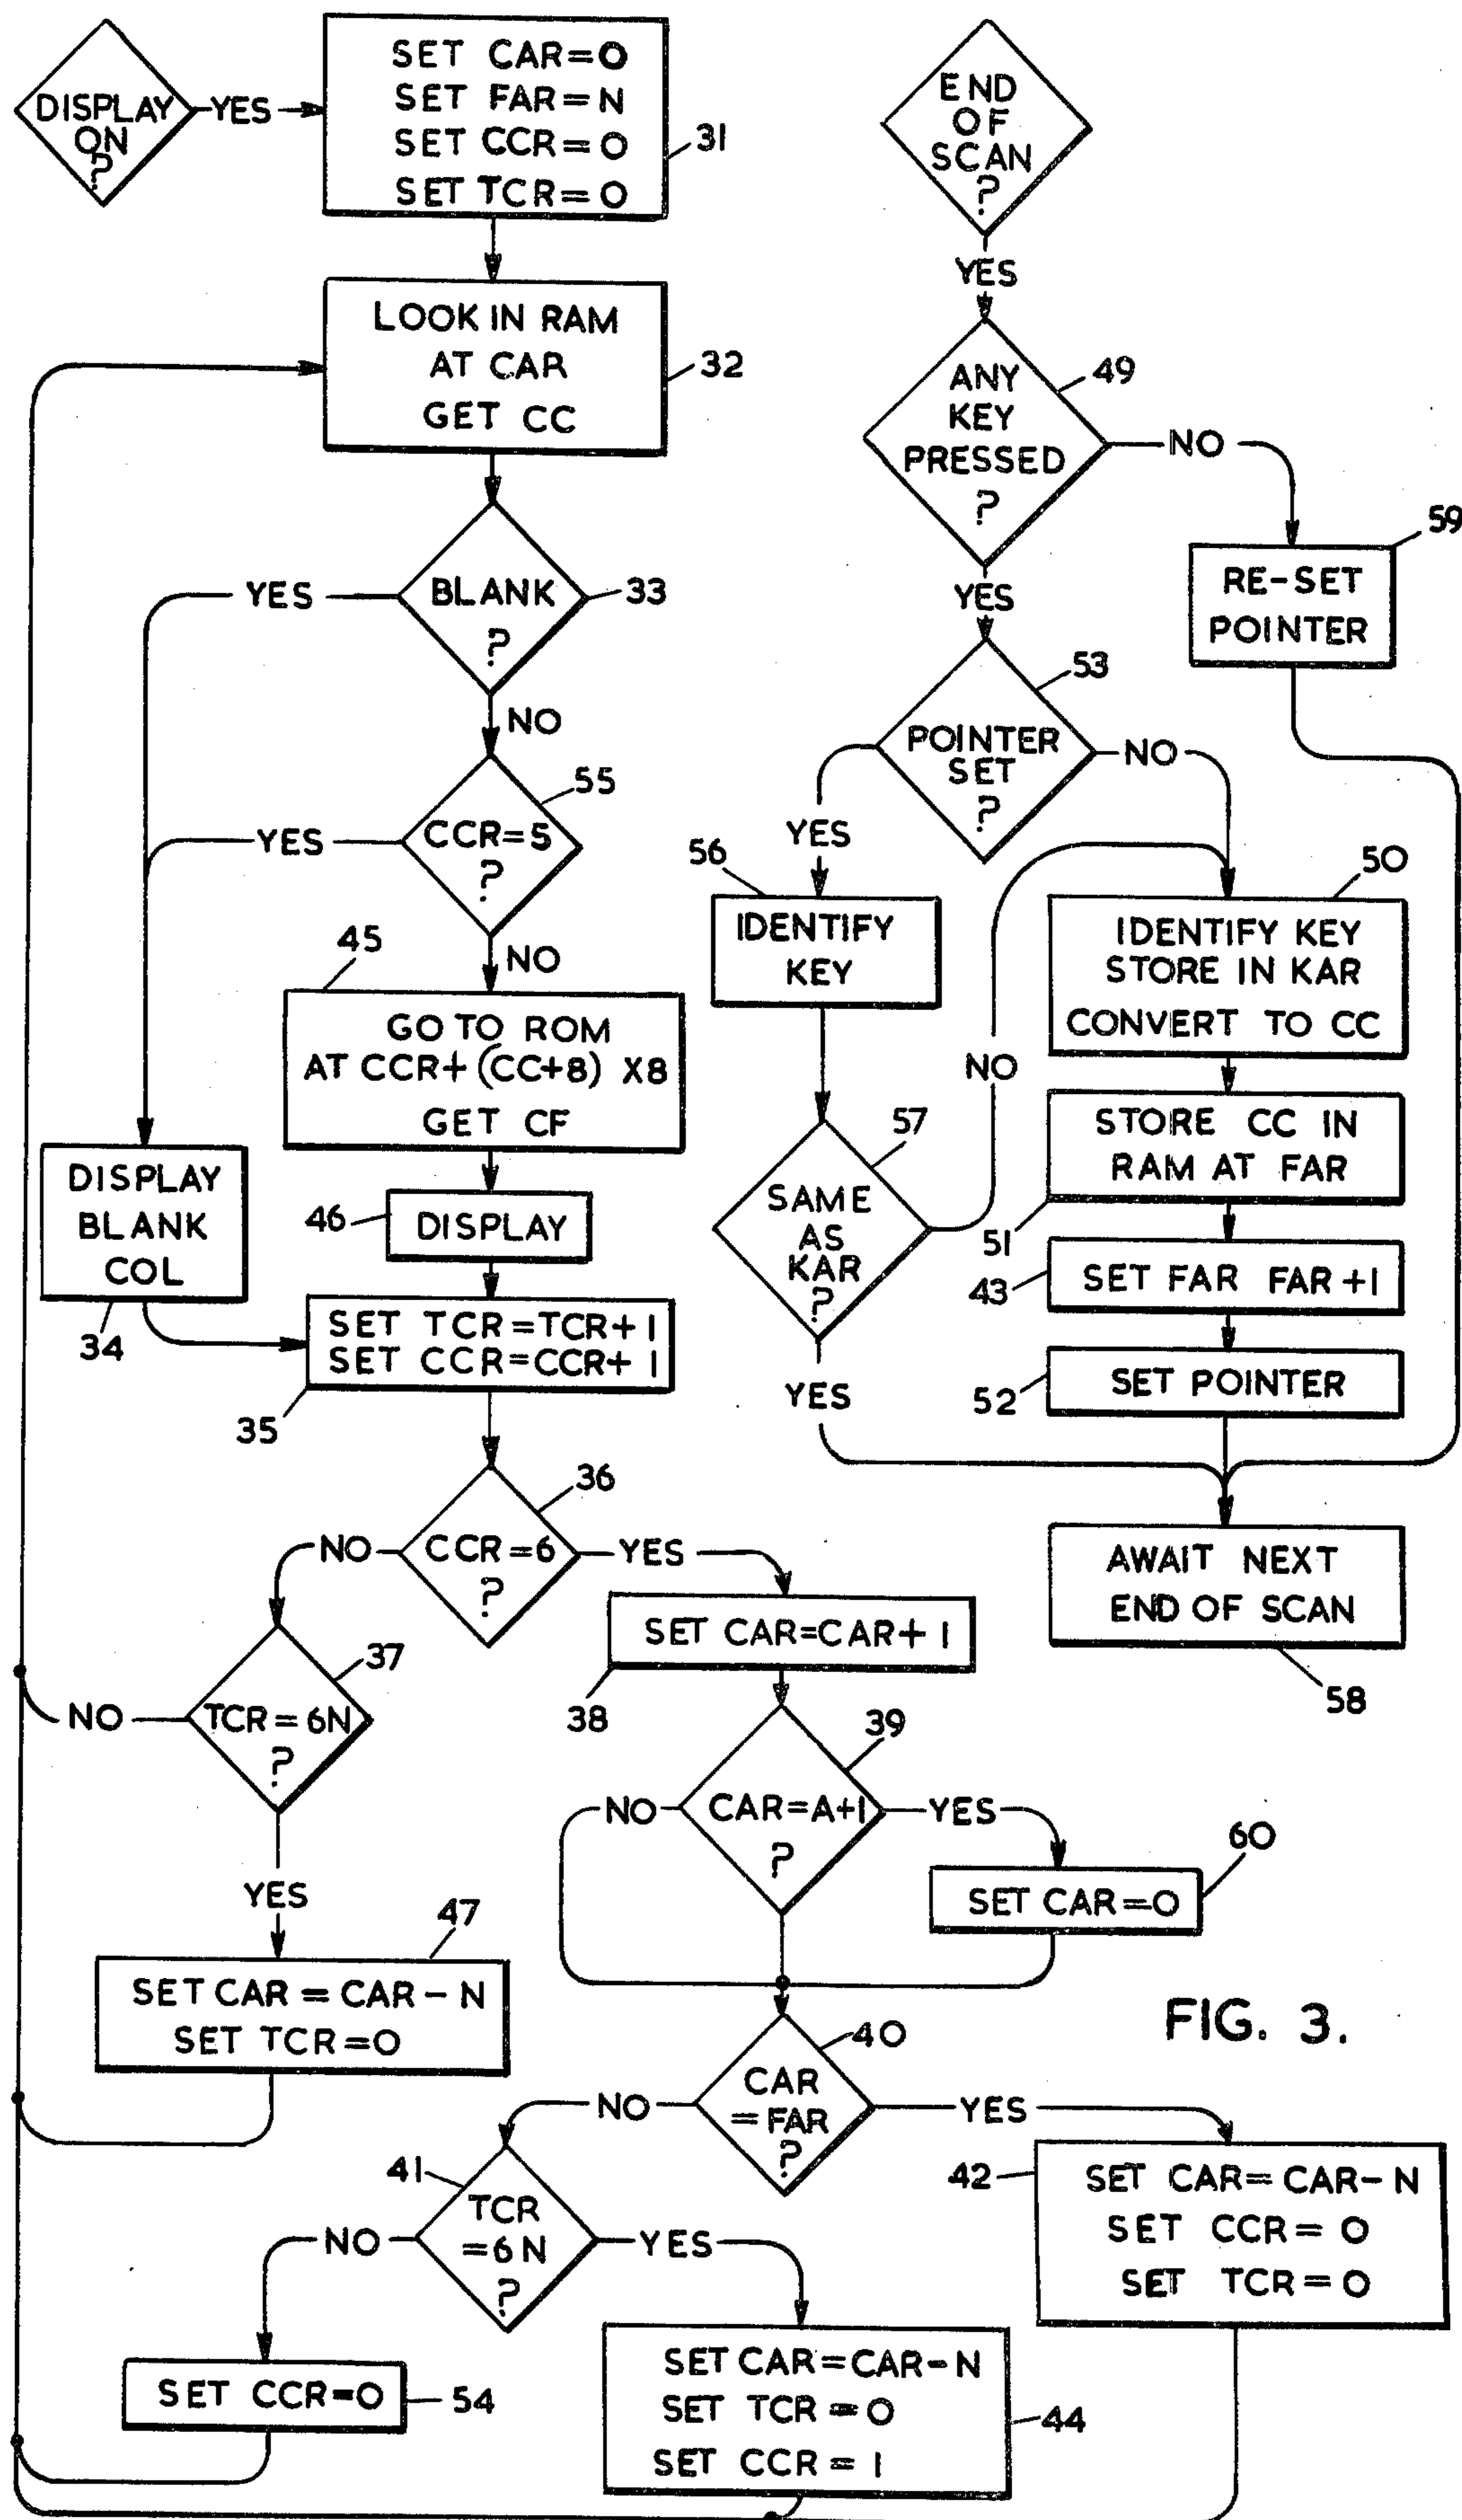 DISPLAY
ON
?
YES
SET CAR=0
SET FAR=N
SET CCR=0
SET TCR=0
31
LOOK IN RAM
AT CAR
GET CC
32
BLANK
?
33
YES
NO
CCR=5
?
55
YES
NO
45
GO TO ROM
AT CCR+(CC+8) X8
GET CF
DISPLAY
BLANK
COL
34
46
DISPLAY
SET TCR=TCR+1
SET CCR=CCR+1
35
CCR=6
?
36
NO
YES
TCR=6N
?
37
NO
YES
47
SET CAR=CAR-N
SET TCR=0
SET CAR=CAR+1
38
CAR=A+1
?
39
NO
YES
60
SET CAR=0
CAR
=FAR
?
40
NO
YES
41
TCR
=6N
?
NO
YES
SET CCR=0
54
SET CAR=CAR-N
SET TCR=0
SET CCR=1
44
42
SET CAR=CAR-N
SET CCR=0
SET TCR=0
END
OF
SCAN
?
YES
ANY
KEY
PRESSED
?
49
NO
59
RE-SET
POINTER
YES
53
POINTER
SET
?
NO
YES
56
IDENTIFY
KEY
50
IDENTIFY KEY
STORE IN KAR
CONVERT TO CC
NO
57
SAME
AS
KAR
?
YES
STORE CC IN
RAM AT FAR
51
SET FAR FAR+1
43
SET POINTER
52
AWAIT NEXT
END OF SCAN
58
FIG. 3.